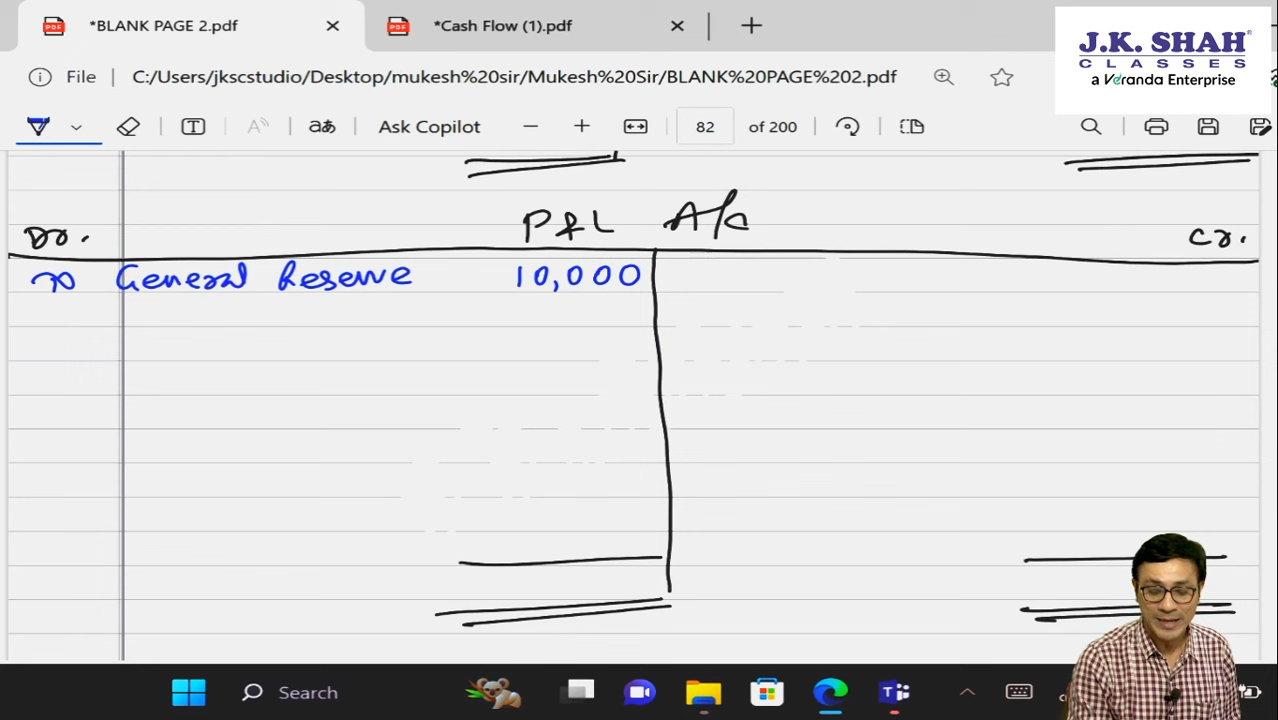 *BLANK PAGE 2.pdf
*Cash Flow (1).pdf
J.K. SHAH
CLASSES
a Veranda Enterprise
File
C:/Users/jkscstudio/Desktop/mukesh%20sir/Mukesh%20Sir/BLANK%20PAGE%202.pdf
Ask Copilot
82 of 200
P&L A/c
Dr. Cr.
General Reserve 10,000
Search